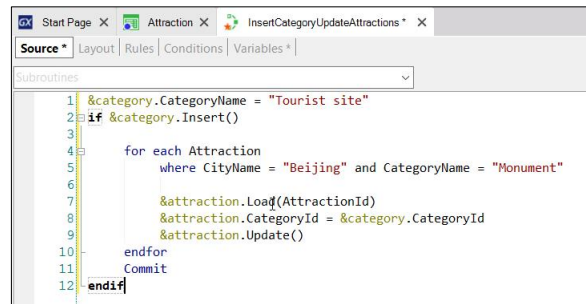 GX Start Page X Attraction X InsertCategoryUpdateAttractions * X
Source * Layout Rules Conditions Variables *
Subroutines
1 &category.CategoryName = "Tourist site"
2 if &category.Insert()
3
4 for each Attraction
5 where CityName = "Beijing" and CategoryName = "Monument"
6
7 &attraction.Load(AttractionId)
8 &attraction.CategoryId = &category.CategoryId
9 &attraction.Update()
10 endfor
11 Commit
12 endif